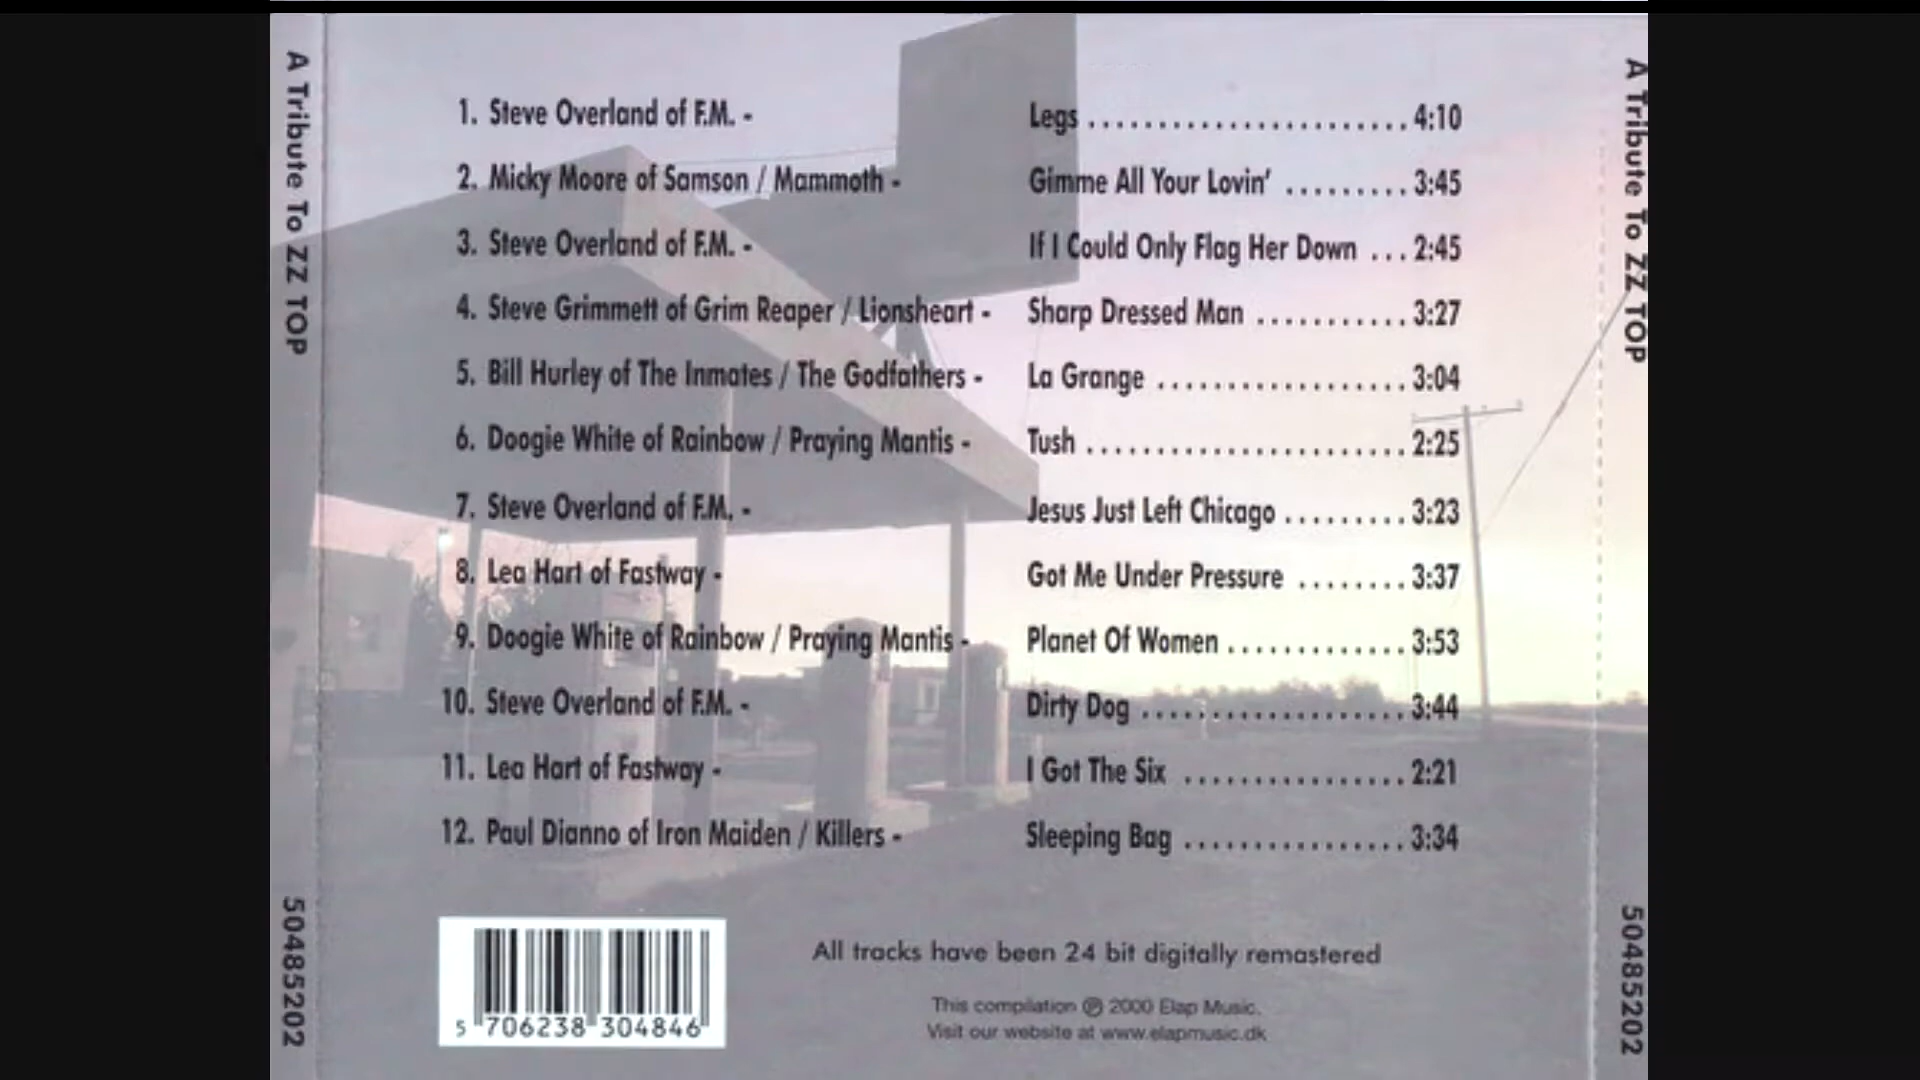 A Tribute To ZZ TOP
1. Steve Overland of F.M. - Legs ....................... 4:10
2. Micky Moore of Samson / Mammoth - Gimme All Your Lovin' ......... 3:45
3. Steve Overland of F.M. - If I Could Only Flag Her Down ... 2:45
4. Steve Grimmett of Grim Reaper / Lionsheart - Sharp Dressed Man ........... 3:27
5. Bill Hurley of The Inmates / The Godfathers - La Grange .................. 3:04
6. Doogie White of Rainbow / Praying Mantis - Tush ....................... 2:25
7. Steve Overland of F.M. - Jesus Just Left Chicago ......... 3:23
8. Lea Hart of Fastway - Got Me Under Pressure ........ 3:37
9. Doogie White of Rainbow / Praying Mantis - Planet Of Women ............. 3:53
10. Steve Overland of F.M. - Dirty Dog ................... 3:44
11. Lea Hart of Fastway - I Got The Six ................ 2:21
12. Paul Dianno of Iron Maiden / Killers - Sleeping Bag ................ 3:34
All tracks have been 24 bit digitally remastered
This compilation ℗ 2000 Elap Music.
Visit our website at www.elapmusic.dk
5 706238 304846
50485202
A Tribute To ZZ TOP
50485202